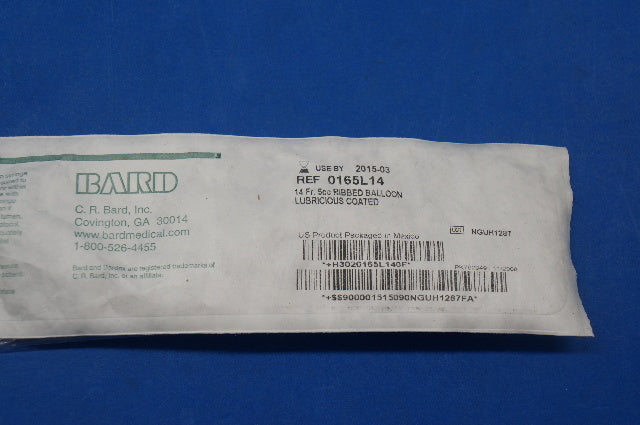 BARD
C. R. Bard, Inc.
Covington, GA 30014
www.bardmedical.com
1-800-526-4455
Bard and Bardex are registered trademarks of
C. R. Bard, Inc. or an affiliate.
USE BY 2015-03
REF 0165L14
14 Fr. 5cc RIBBED BALLOON
LUBRICIOUS COATED
US Product Packaged in Mexico
LOT NGUH1287
*+H3020165L140F*
*+$$900001515090NGUH1287FA*